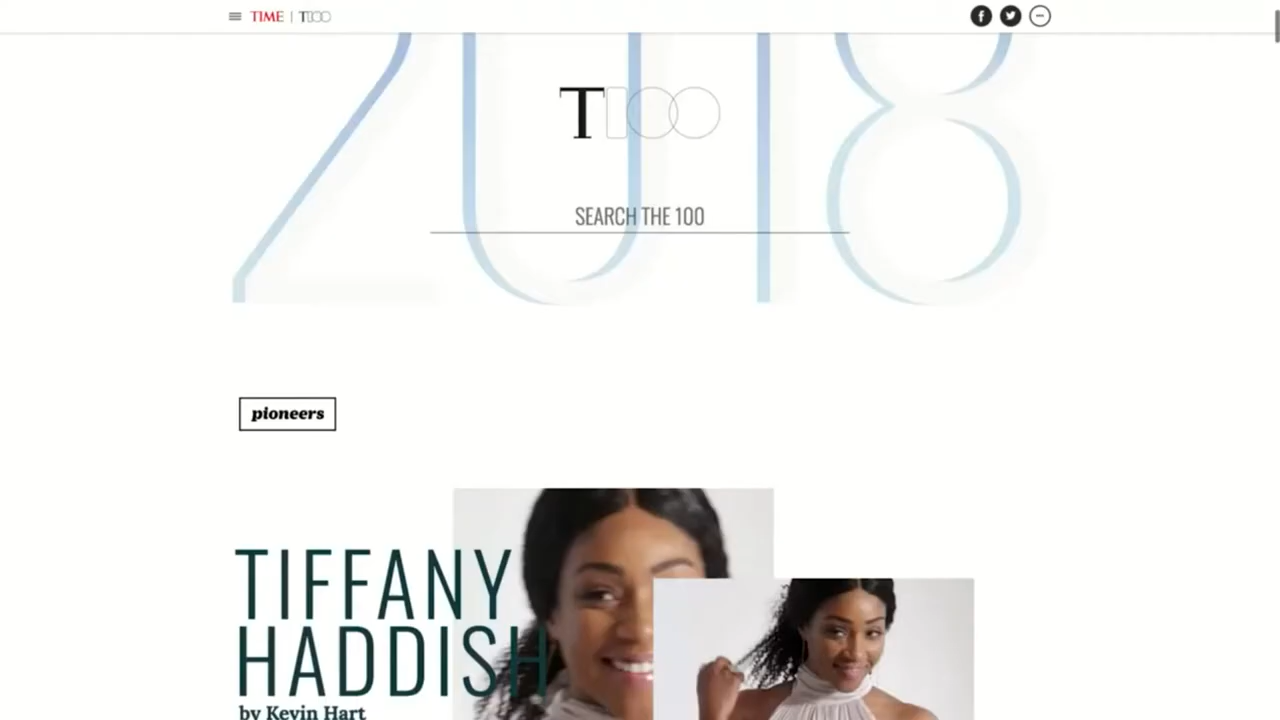 TIME | T100
2018
T100
SEARCH THE 100
pioneers
TIFFANY
HADDISH
by Kevin Hart